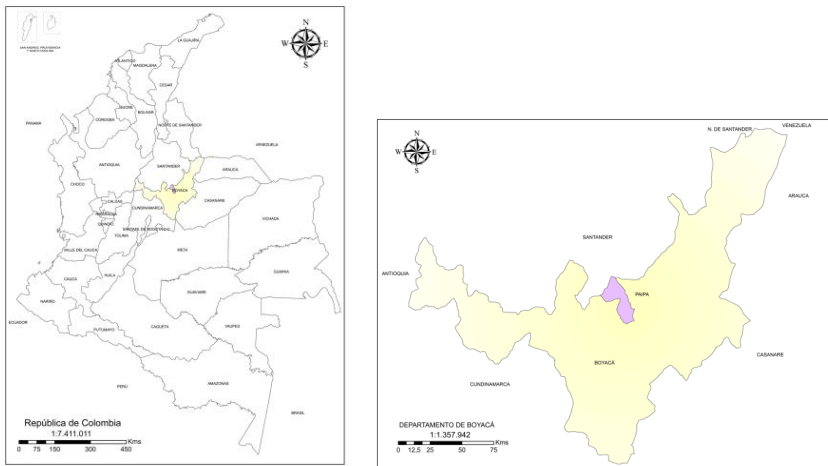 SAN ANDRES, PROVIDENCIA
Y SANTA CATALINA
N
W E
S
LA GUAJIRA
ATLANTICO
MAGDALENA
CESAR
SUCRE
BOLIVAR
CORDOBA
NORTE DE SANTANDER
PANAMA
VENEZUELA
ANTIOQUIA
SANTANDER
ARAUCA
CHOCO
BOYACA
CALDAS
CUNDINAMARCA
CASANARE
RISARALDA
VICHADA
QUINDIO
TOLIMA
VALLE DEL CAUCA
META
CAUCA
HUILA
GUAINIA
GUAVIARE
NARIÑO
ECUADOR
PUTUMAYO
CAQUETA
VAUPES
PERÚ
AMAZONAS
BRASIL
República de Colombia
1:7.411.011
0 75 150 300 450 Kms
N
W E
S
N. DE SANTANDER
VENEZUELA
ARAUCA
SANTANDER
ANTIOQUIA
PAIPA
CASANARE
BOYACÁ
CUNDINAMARCA
DEPARTAMENTO DE BOYACÁ
1:1.357.942
0 12,5 25 50 75 Kms